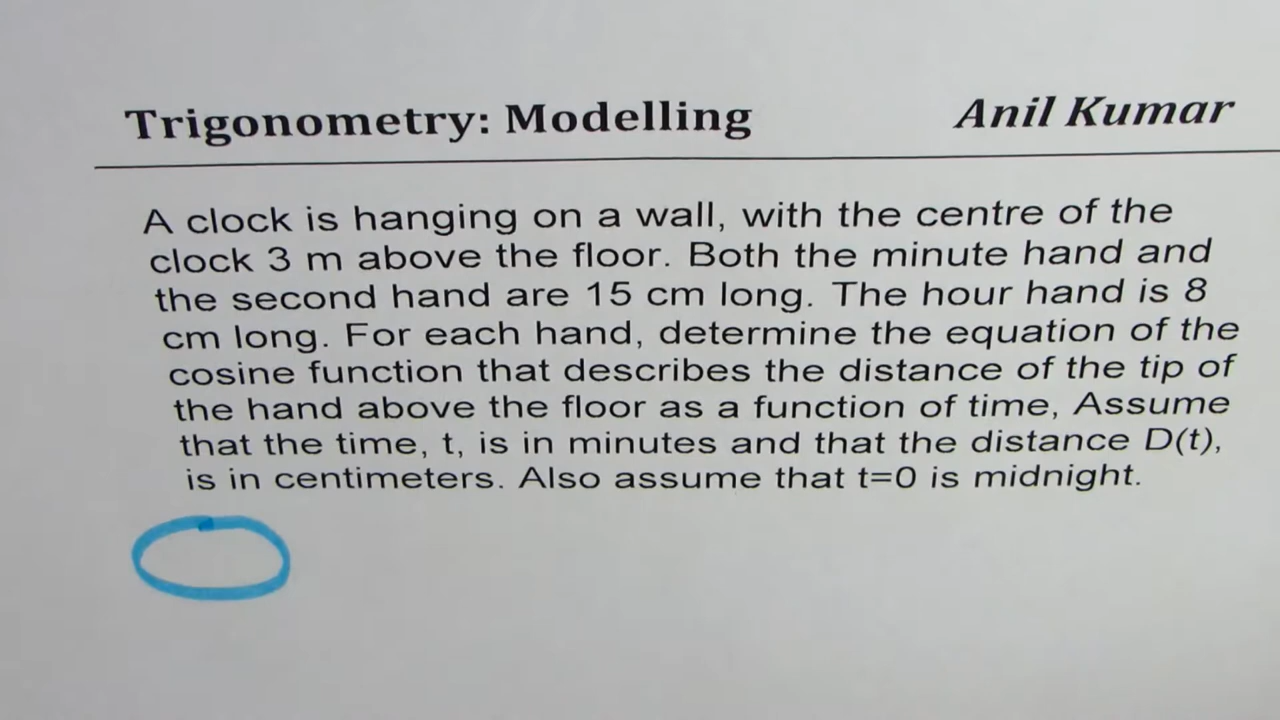 Trigonometry: Modelling Anil Kumar
A clock is hanging on a wall, with the centre of the
clock 3 m above the floor. Both the minute hand and
the second hand are 15 cm long. The hour hand is 8
cm long. For each hand, determine the equation of the
cosine function that describes the distance of the tip of
the hand above the floor as a function of time, Assume
that the time, t, is in minutes and that the distance D(t),
is in centimeters. Also assume that t=0 is midnight.